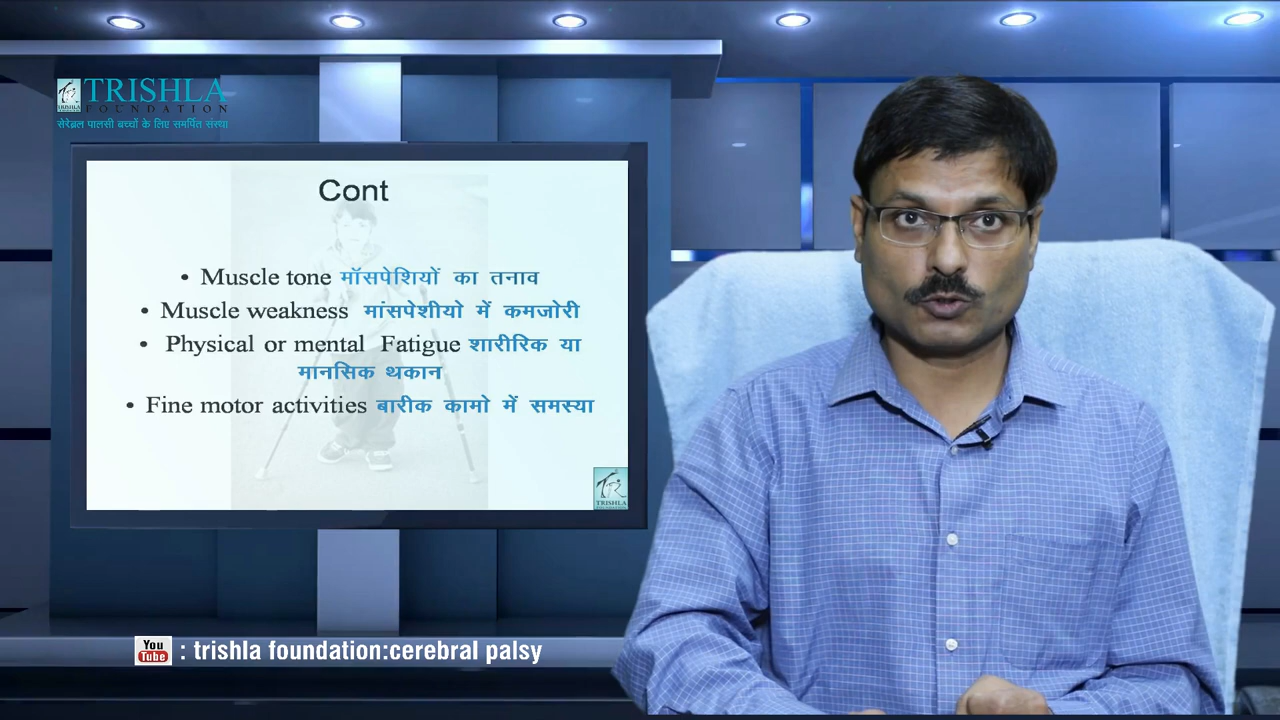 TRISHLA
FOUNDATION
सेरेब्रल पालसी बच्चों के लिए समर्पित संस्था
Cont
• Muscle tone मॉसपेशियों का तनाव
• Muscle weakness मांसपेशीयो में कमजोरी
• Physical or mental Fatigue शारीरिक या
मानसिक थकान
• Fine motor activities बारीक कामो में समस्या
TRISHLA
You
Tube : trishla foundation:cerebral palsy